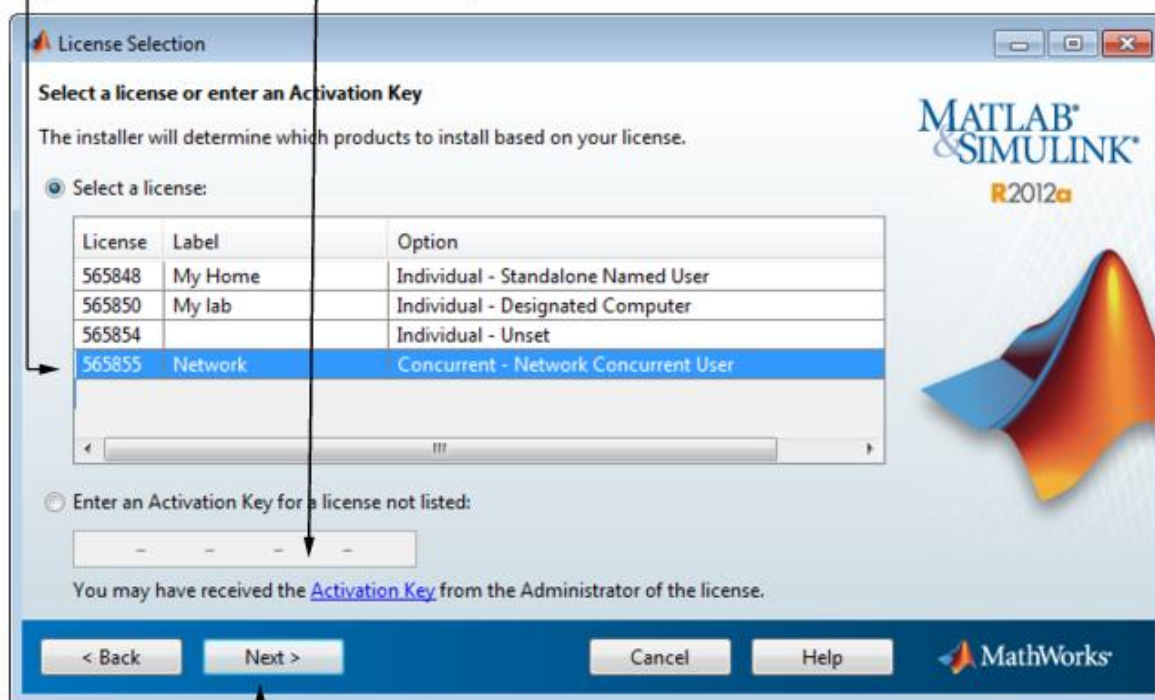 License Selection
Select a license or enter an Activation Key
The installer will determine which products to install based on your license.
MATLAB®
&SIMULINK®
R2012a
Select a license:
License Label Option
565848 My Home Individual - Standalone Named User
565850 My lab Individual - Designated Computer
565854 Individual - Unset
565855 Network Concurrent - Network Concurrent User
Enter an Activation Key for a license not listed:
- - - -
You may have received the Activation Key from the Administrator of the license.
< Back Next > Cancel Help MathWorks®